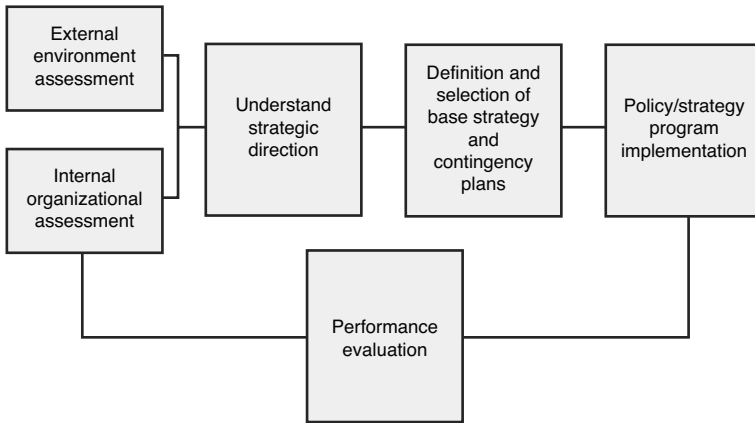 External
environment
assessment
Internal
organizational
assessment
Understand
strategic
direction
Definition and
selection of
base strategy
and
contingency
plans
Policy/strategy
program
implementation
Performance
evaluation